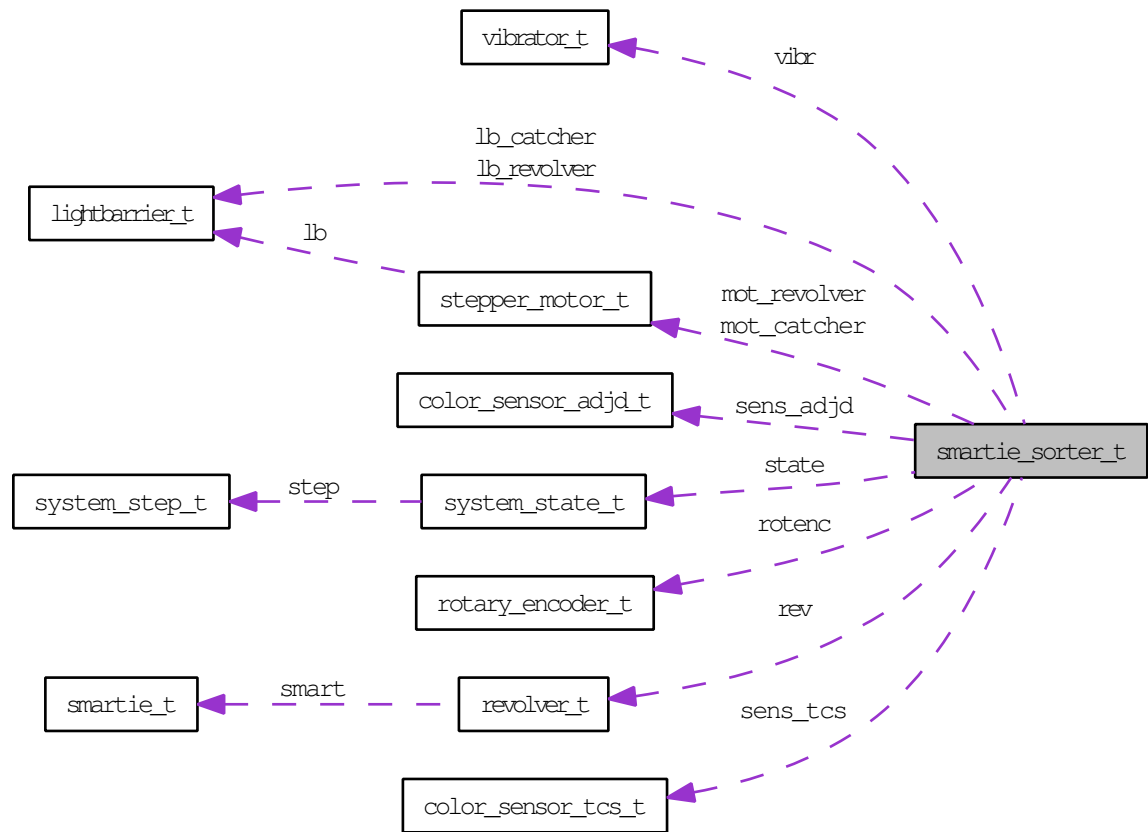 vibrator_t
vibr
lb_catcher
lb_revolver
lightbarrier_t
lb
stepper_motor_t
mot_revolver
mot_catcher
color_sensor_adjd_t
sens_adjd
smartie_sorter_t
state
system_step_t
step
system_state_t
rotenc
rotary_encoder_t
rev
smartie_t
smart
revolver_t
sens_tcs
color_sensor_tcs_t